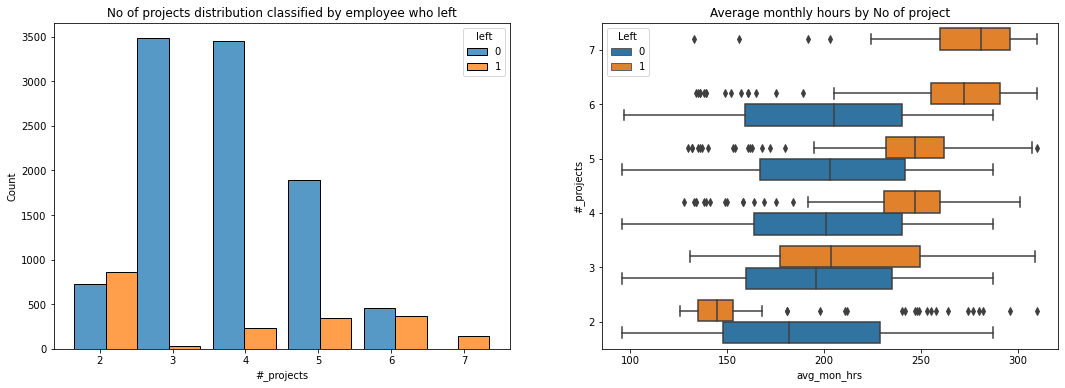 No of projects distribution classified by employee who left
Count
3500
3000
2500
2000
1500
1000
500
0
2 3 4 5 6 7
#_projects
left
0
1
Average monthly hours by No of project
Left
0
1
#_projects
7
6
5
4
3
2
100 150 200 250 300
avg_mon_hrs